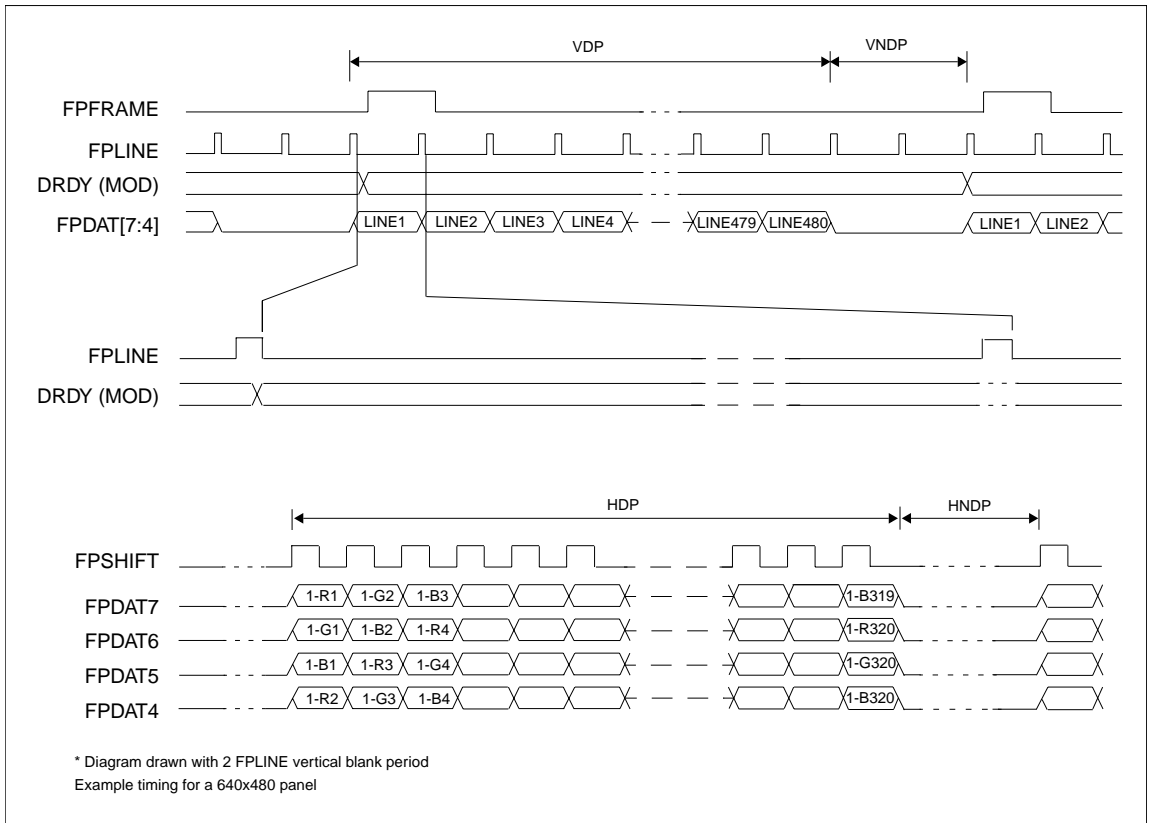 VDP VNDP
FPFRAME
FPLINE
DRDY (MOD)
FPDAT[7:4] LINE1 LINE2 LINE3 LINE4 LINE479 LINE480 LINE1 LINE2
FPLINE
DRDY (MOD)
HDP HNDP
FPSHIFT
FPDAT7 1-R1 1-G2 1-B3 1-B319
FPDAT6 1-G1 1-B2 1-R4 1-R320
FPDAT5 1-B1 1-R3 1-G4 1-G320
FPDAT4 1-R2 1-G3 1-B4 1-B320
* Diagram drawn with 2 FPLINE vertical blank period
Example timing for a 640x480 panel